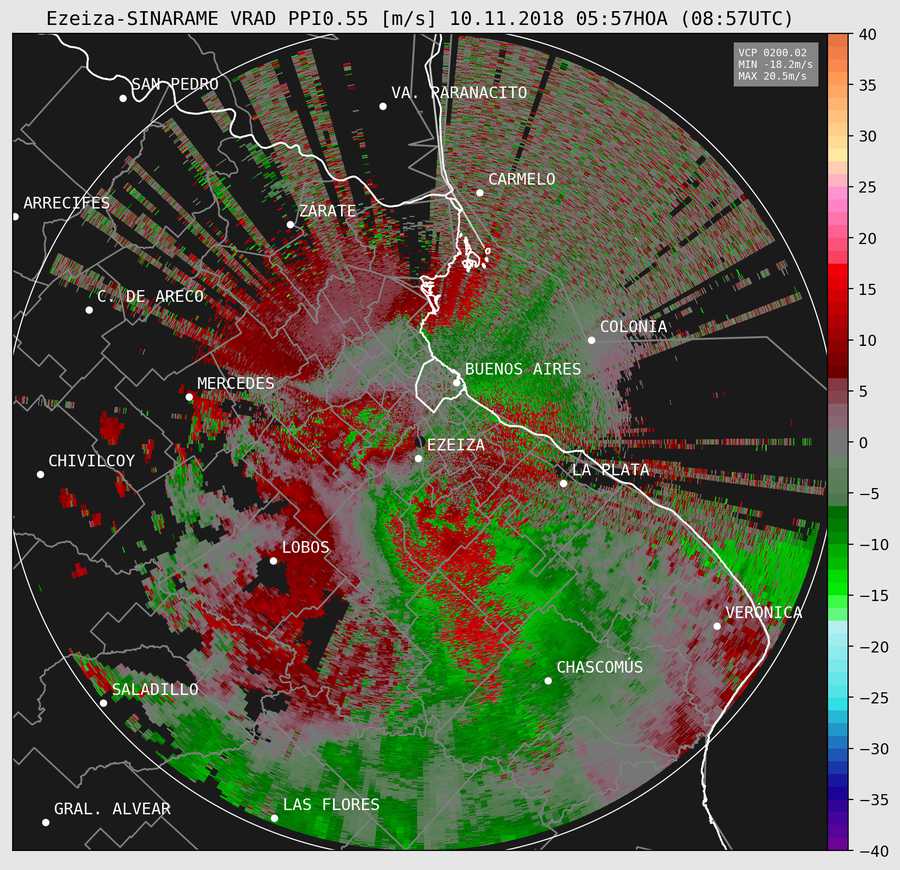 Ezeiza-SINARAME VRAD PPI0.55 [m/s] 10.11.2018 05:57HOA (08:57UTC)
VCP 0200.02
MIN -18.2m/s
MAX 20.5m/s
SAN PEDRO
VA. PARANACITO
CARMELO
ARRECIFES
ZÁRATE
C. DE ARECO
COLONIA
BUENOS AIRES
MERCEDES
EZEIZA
CHIVILCOY
LA PLATA
LOBOS
VERÓNICA
CHASCOMÚS
SALADILLO
LAS FLORES
GRAL. ALVEAR
40
35
30
25
20
15
10
5
0
−5
−10
−15
−20
−25
−30
−35
−40